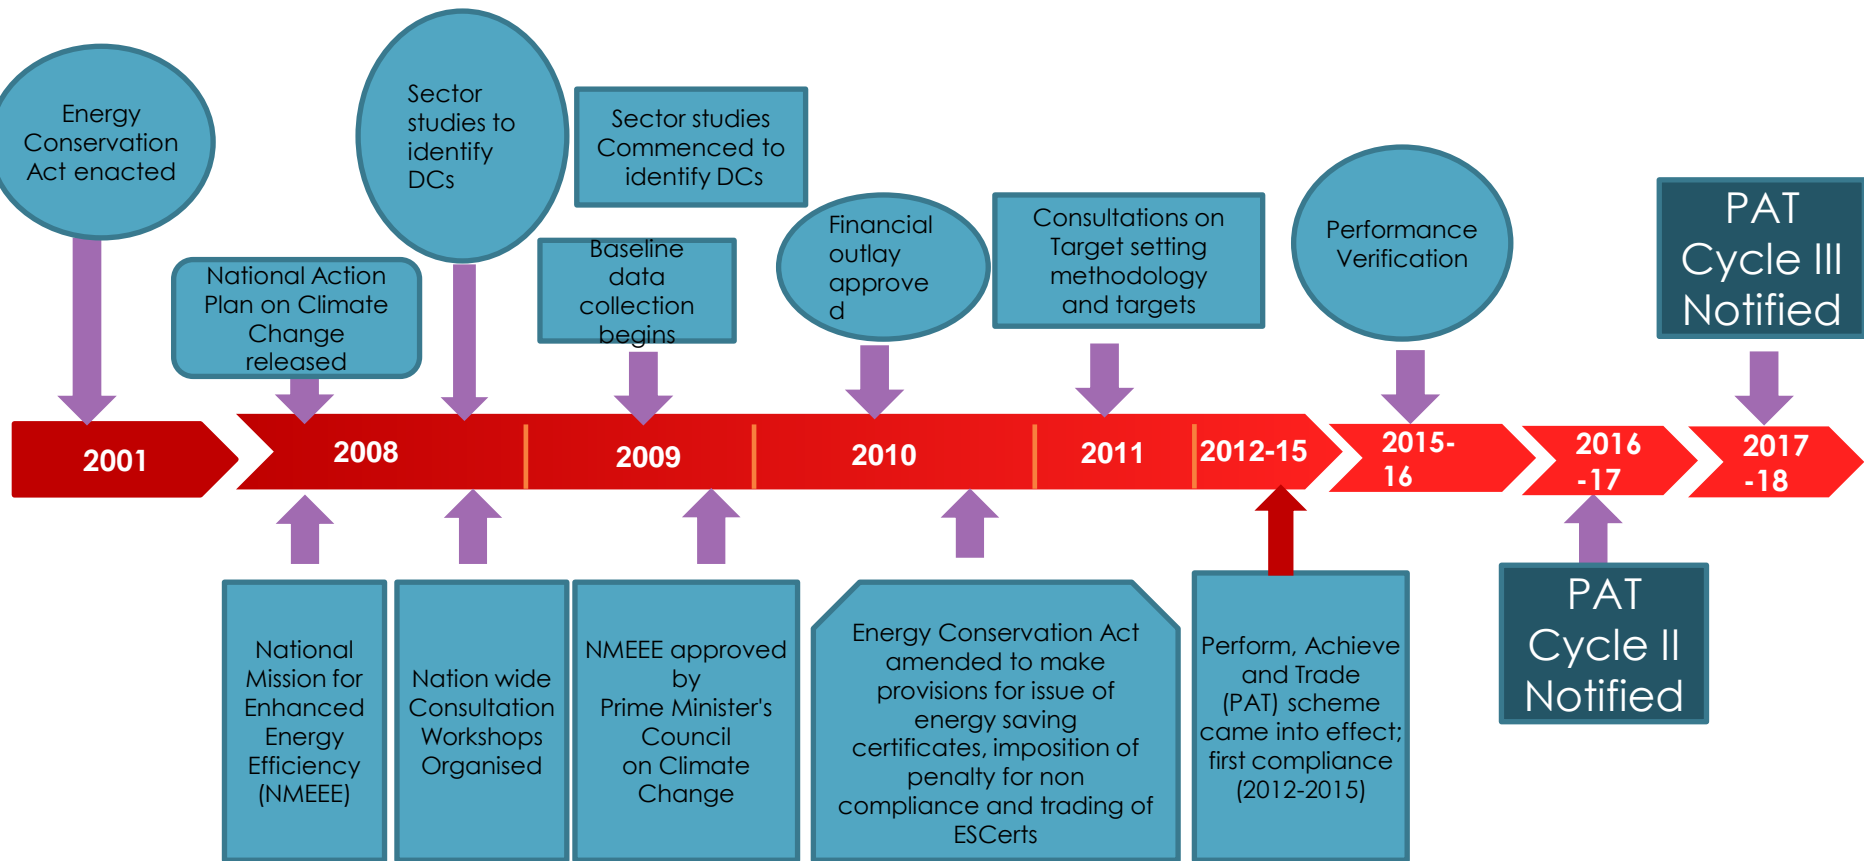 Energy
Conservation
Act enacted
National Action
Plan on Climate
Change
released
Sector
studies to
identify
DCs
Sector studies
Commenced to
identify DCs
Baseline
data
collection
begins
Financial
outlay
approve
d
Consultations on
Target setting
methodology
and targets
Performance
Verification
PAT
Cycle III
Notified
2001
2008
2009
2010
2011
2012-15
2015-
16
2016
-17
2017
-18
National
Mission for
Enhanced
Energy
Efficiency
(NMEEE)
Nation wide
Consultation
Workshops
Organised
NMEEE approved
by
Prime Minister's
Council
on Climate
Change
Energy Conservation Act
amended to make
provisions for issue of
energy saving
certificates, imposition of
penalty for non
compliance and trading of
ESCerts
Perform, Achieve
and Trade
(PAT) scheme
came into effect;
first compliance
(2012-2015)
PAT
Cycle II
Notified